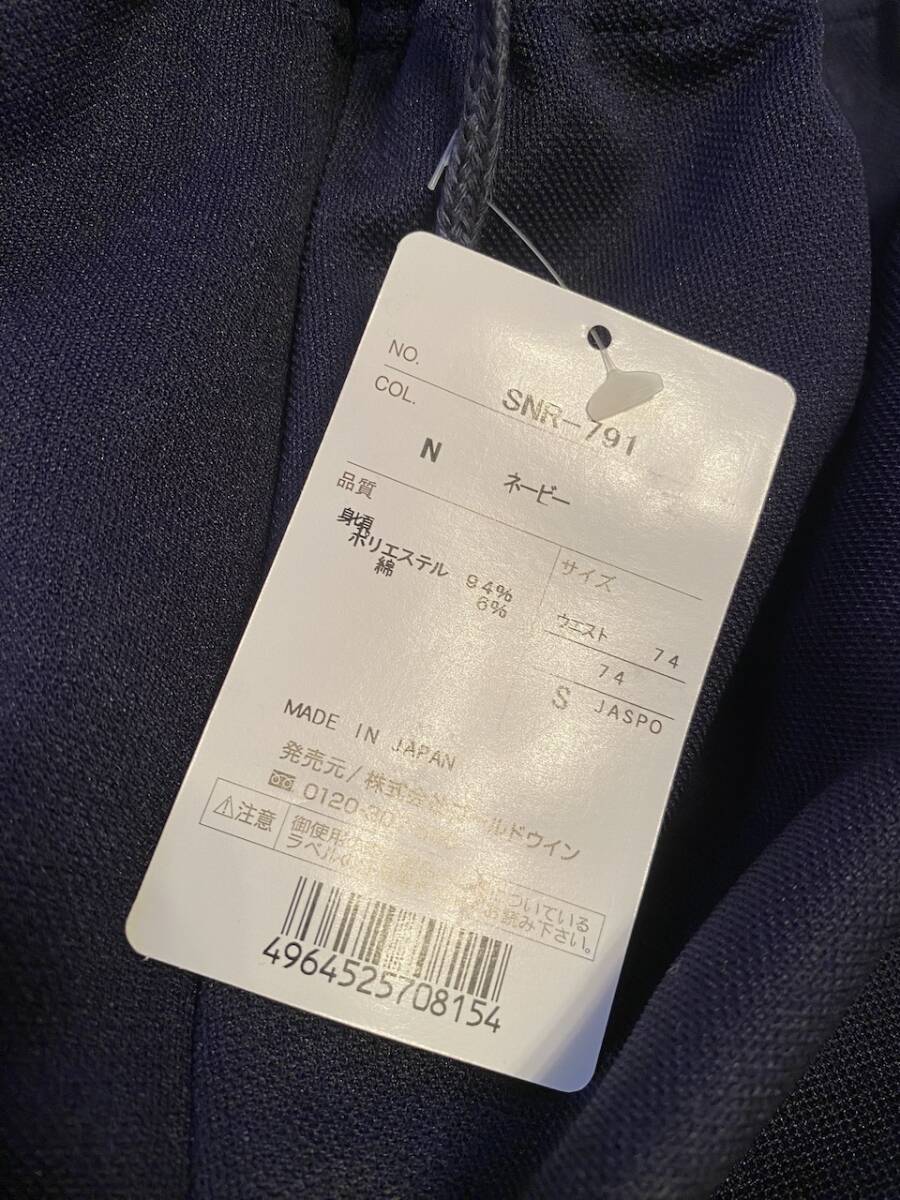 NO. SNR-791
COL. N ネービー
品質
身頃
ポリエステル 94%
綿 6%
サイズ
ウエスト 74
74
S JASPO
MADE IN JAPAN
発売元/株式会社ゴールドウイン
0120-30
⚠注意
御使用 ついている
ラベル お読み下さい。
4964525708154